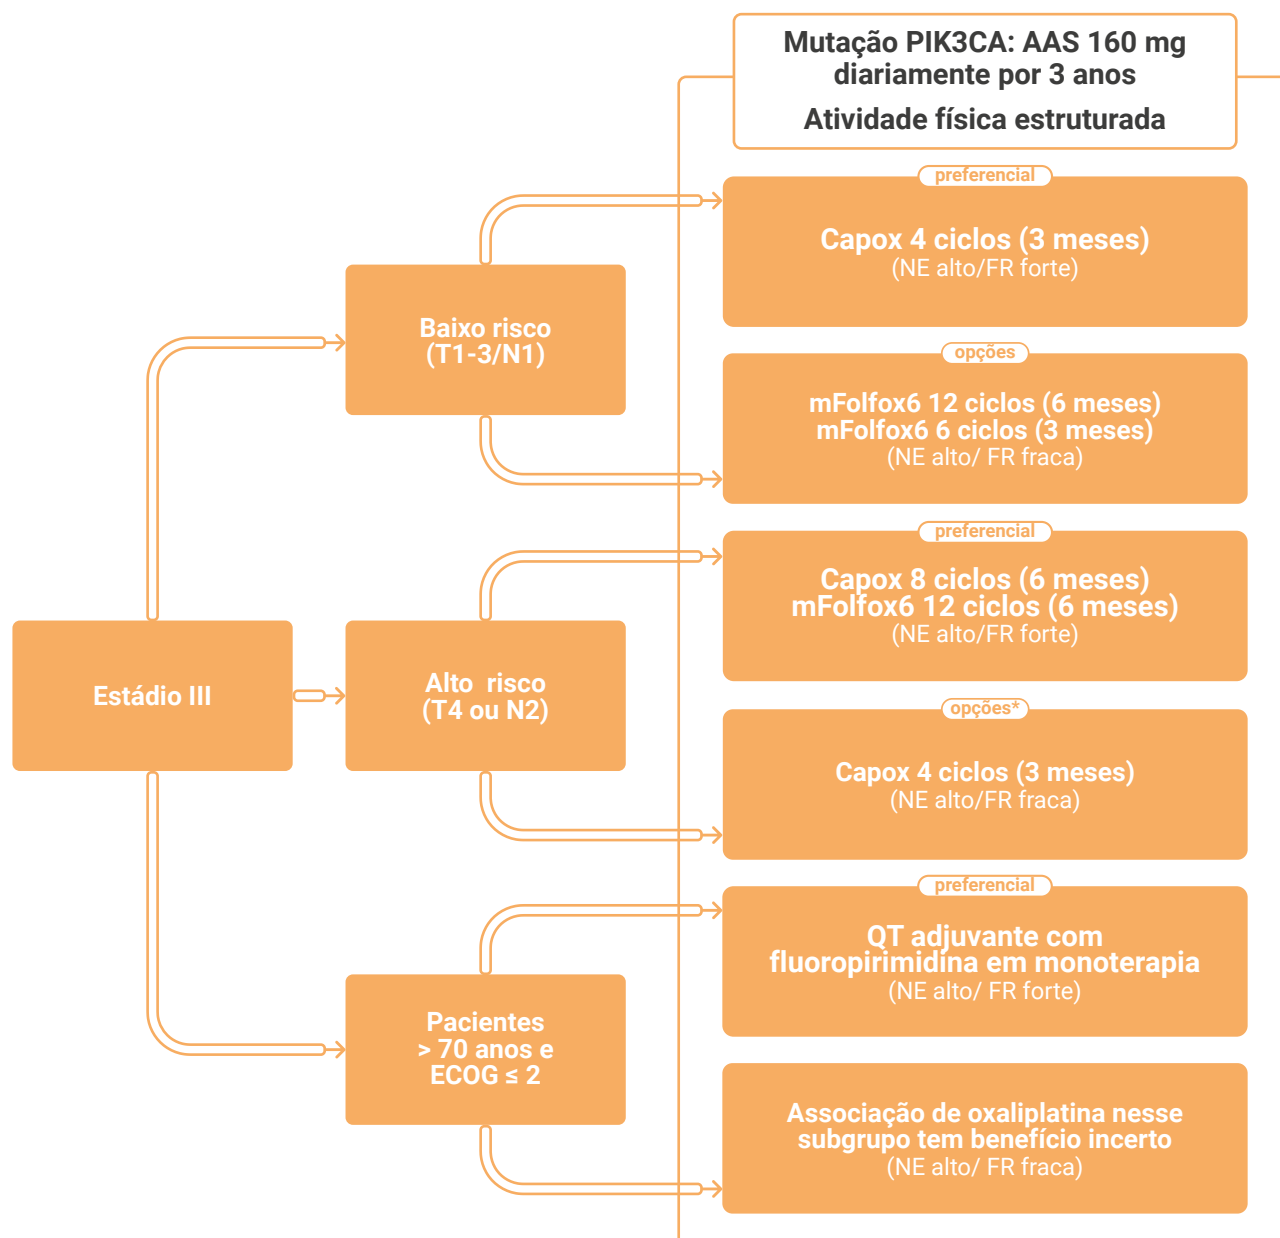 Mutação PIK3CA: AAS 160 mg
diariamente por 3 anos
Atividade física estruturada
preferencial
Capox 4 ciclos (3 meses)
(NE alto/FR forte)
Baixo risco
(T1-3/N1)
opções
mFolfox6 12 ciclos (6 meses)
mFolfox6 6 ciclos (3 meses)
(NE alto/ FR fraca)
preferencial
Capox 8 ciclos (6 meses)
mFolfox6 12 ciclos (6 meses)
(NE alto/FR forte)
Estádio III
Alto risco
(T4 ou N2)
opções*
Capox 4 ciclos (3 meses)
(NE alto/FR fraca)
preferencial
QT adjuvante com
fluoropirimidina em monoterapia
(NE alto/ FR forte)
Pacientes
> 70 anos e
ECOG ≤ 2
Associação de oxaliplatina nesse
subgrupo tem benefício incerto
(NE alto/ FR fraca)